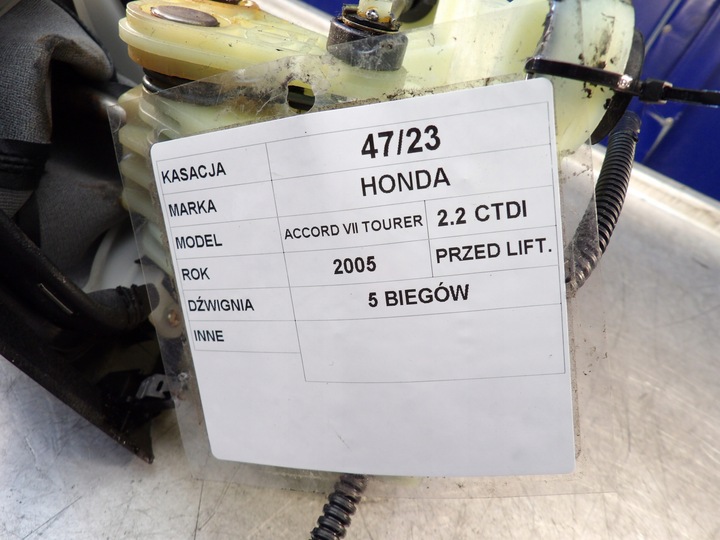 KASACJA 47/23
MARKA HONDA
MODEL ACCORD VII TOURER 2.2 CTDI
ROK 2005 PRZED LIFT.
DŹWIGNIA 5 BIEGÓW
INNE